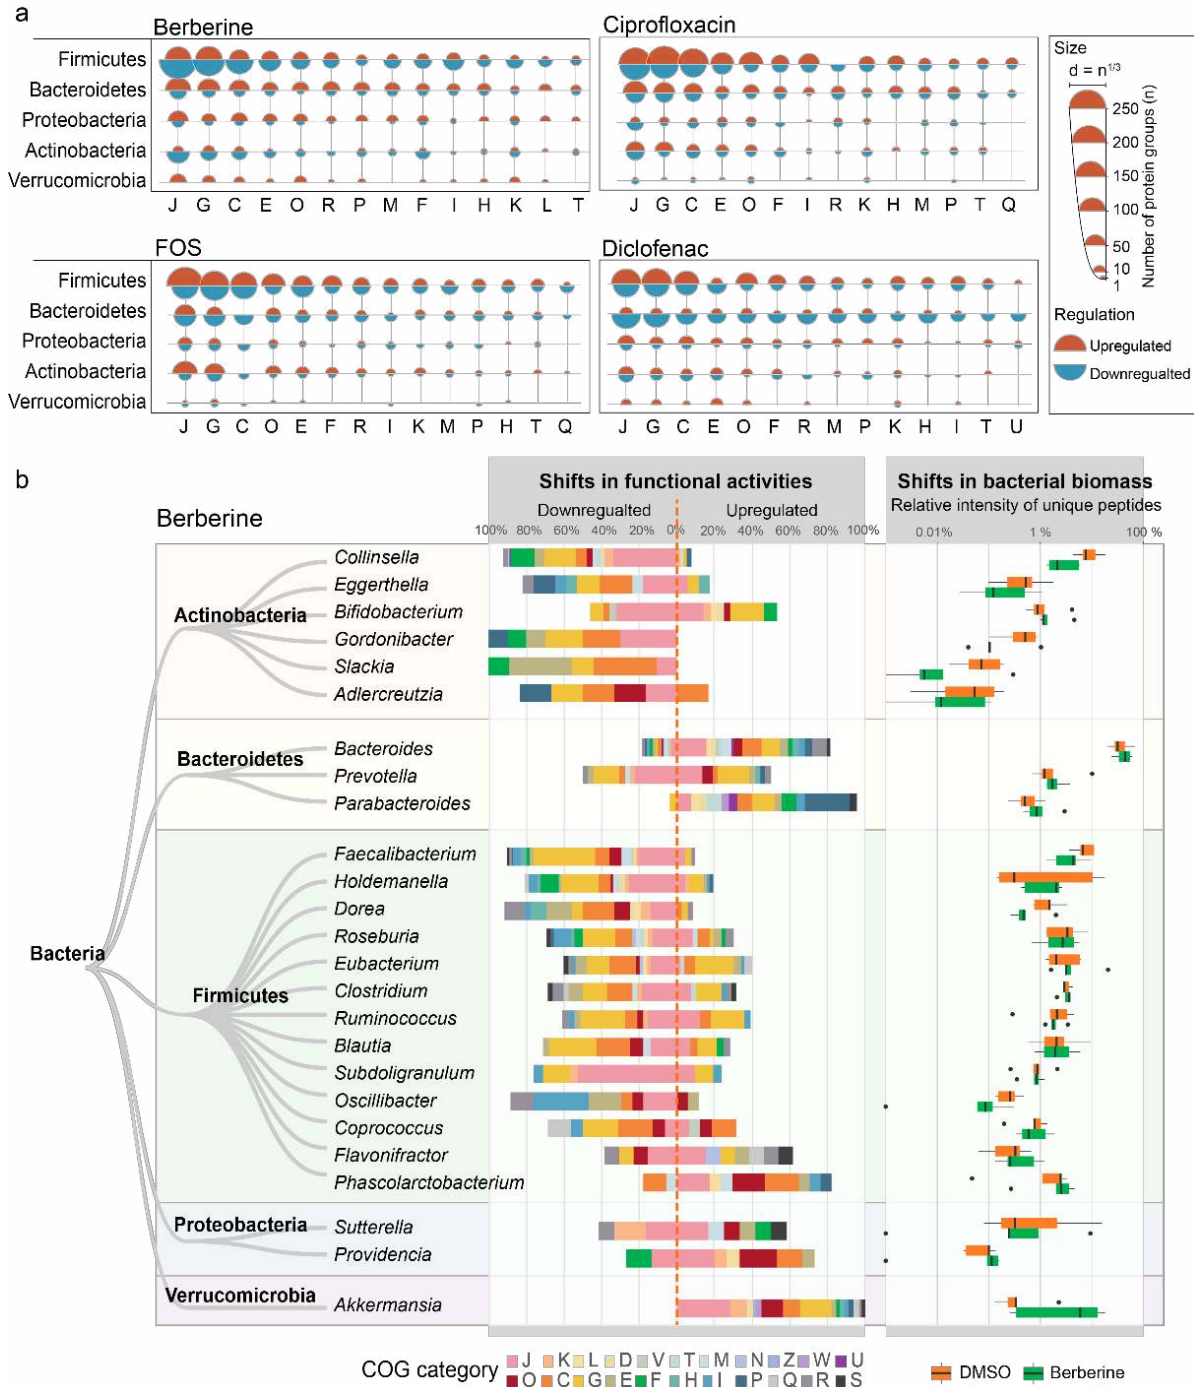 a
Berberine
Ciprofloxacin
Firmicutes
Bacteroidetes
Proteobacteria
Actinobacteria
Verrucomicrobia
J G C E O R P M F I H K L T
J G C E O F I R K H M P T Q
FOS
Diclofenac
Firmicutes
Bacteroidetes
Proteobacteria
Actinobacteria
Verrucomicrobia
J G C O E F R I K M P H T Q
J G C E O F R M P K H I T U
Size
d = n1/3
250
200
150
100
50
10
1
Number of protein groups (n)
Regulation
Upregulated
Downregualted
b
Berberine
Shifts in functional activities
Downregualted Upregulated
100% 80% 60% 40% 20% 0% 20% 40% 60% 80% 100%
Shifts in bacterial biomass
Relative intensity of unique peptides
0.01% 1 % 100 %
Bacteria
Actinobacteria
Collinsella
Eggerthella
Bifidobacterium
Gordonibacter
Slackia
Adlercreutzia
Bacteroidetes
Bacteroides
Prevotella
Parabacteroides
Firmicutes
Faecalibacterium
Holdemanella
Dorea
Roseburia
Eubacterium
Clostridium
Ruminococcus
Blautia
Subdoligranulum
Oscillibacter
Coprococcus
Flavonifractor
Phascolarctobacterium
Proteobacteria
Sutterella
Providencia
Verrucomicrobia
Akkermansia
COG category
J K L D V T M N Z W U
O C G E F H I P Q R S
DMSO Berberine